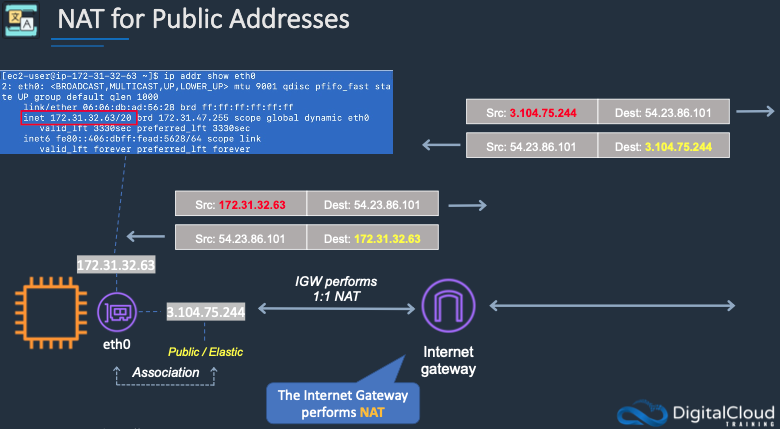 NAT for Public Addresses
[ec2-user@ip-172-31-32-63 ~]$ ip addr show eth0
2: eth0: <BROADCAST,MULTICAST,UP,LOWER_UP> mtu 9001 qdisc pfifo_fast sta
te UP group default qlen 1000
link/ether 06:06:db:ad:56:28 brd ff:ff:ff:ff:ff:ff
inet 172.31.32.63/20 brd 172.31.47.255 scope global dynamic eth0
valid_lft 3330sec preferred_lft 3330sec
inet6 fe80::406:dbff:fead:5628/64 scope link
valid_lft forever preferred_lft forever
Src: 3.104.75.244 Dest: 54.23.86.101
Src: 54.23.86.101 Dest: 3.104.75.244
Src: 172.31.32.63 Dest: 54.23.86.101
Src: 54.23.86.101 Dest: 172.31.32.63
172.31.32.63
eth0
3.104.75.244
Public / Elastic
Association
IGW performs
1:1 NAT
Internet
gateway
The Internet Gateway
performs NAT
DigitalCloud
TRAINING